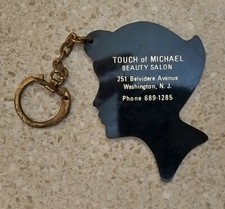 TOUCH of MICHAEL
BEAUTY SALON
251 Belvidere Avenue
Washington, N. J.
Phone 689-1285